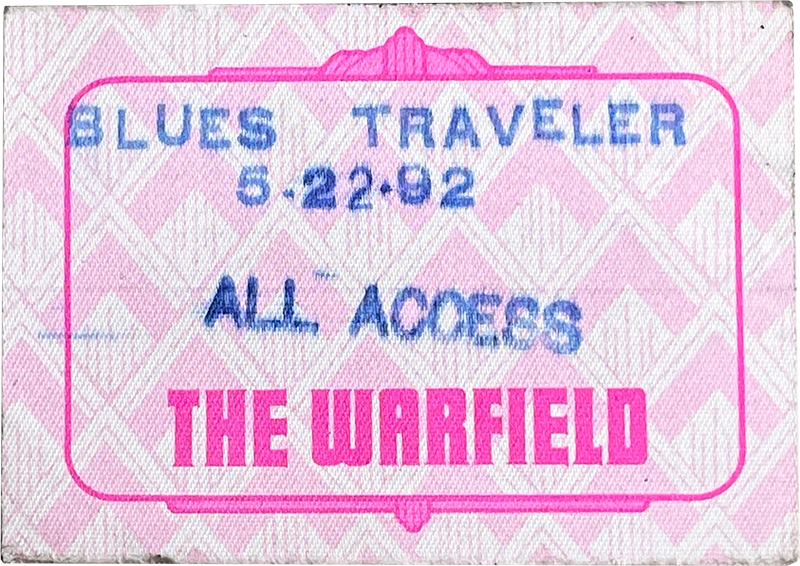 BLUES TRAVELER
5-22-92
ALL ACCESS
THE WARFIELD